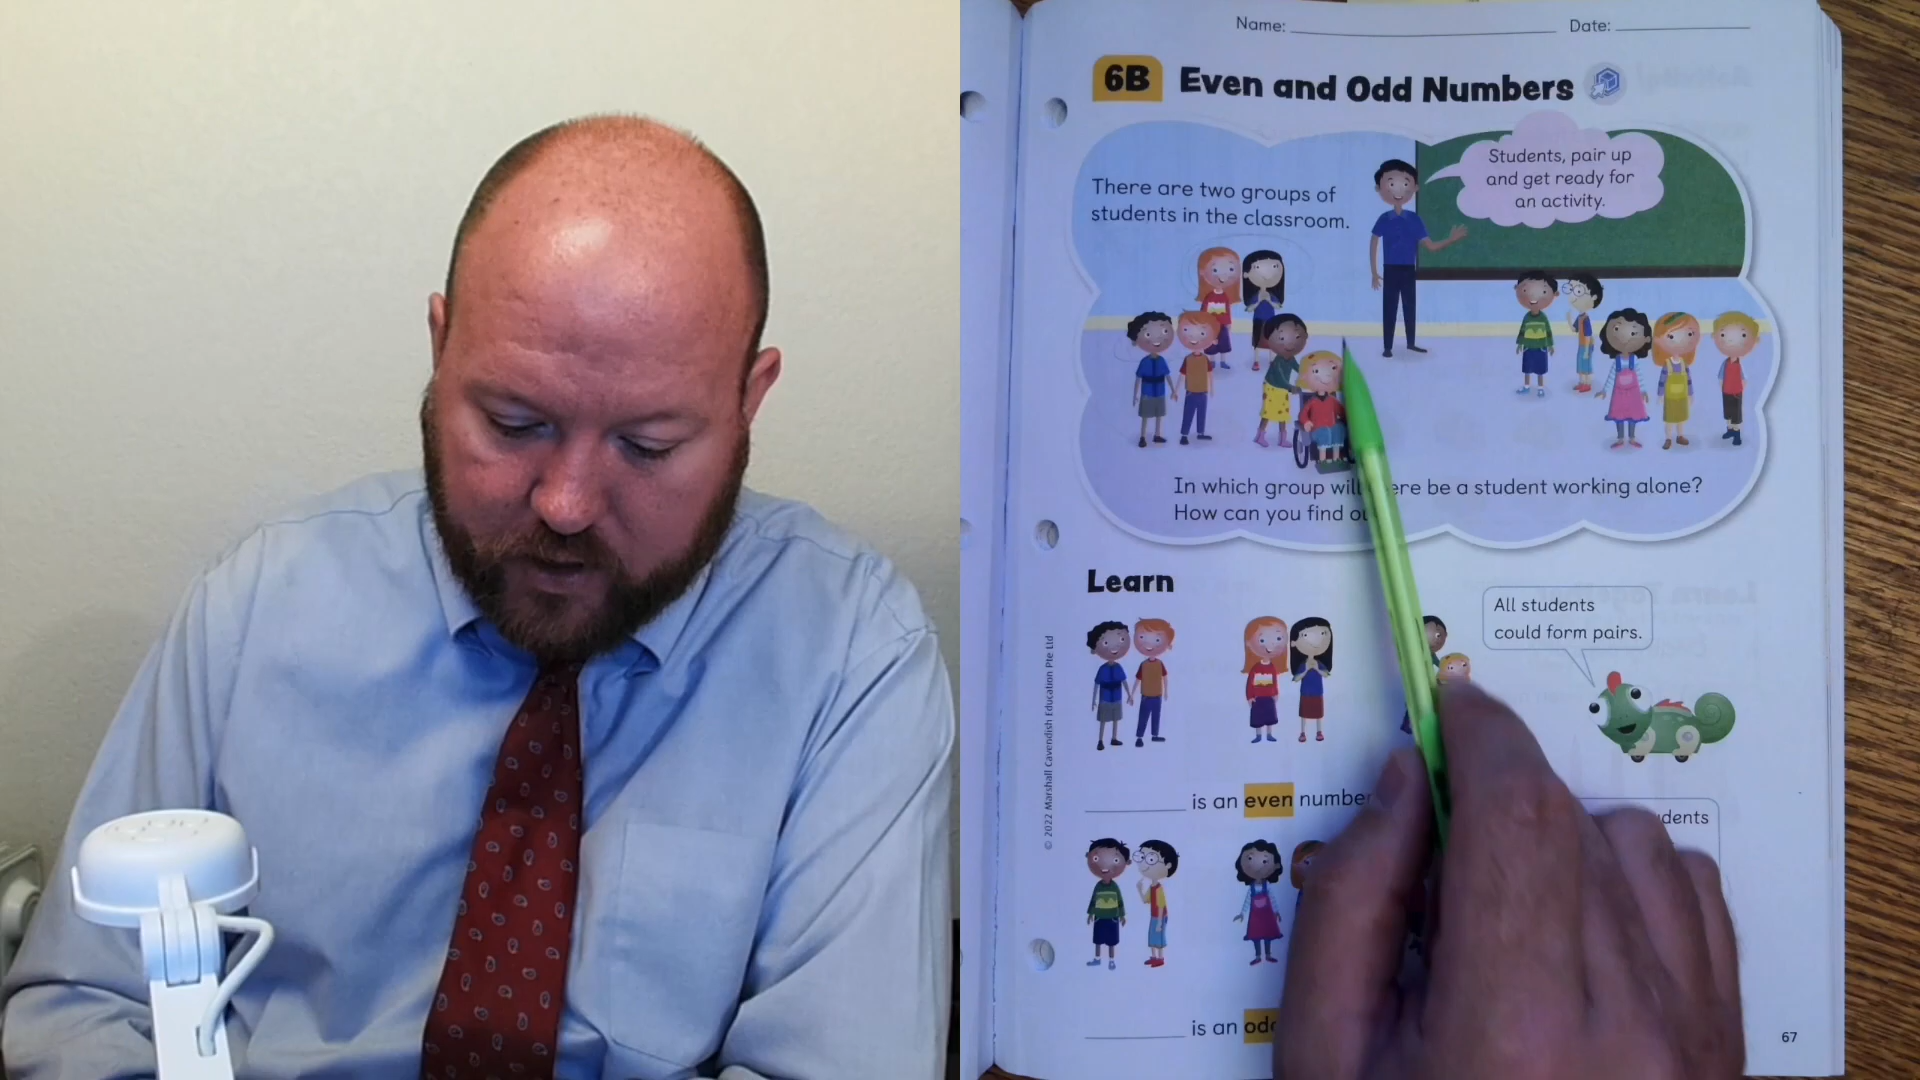 Name: Date:
6B Even and Odd Numbers
Students, pair up
and get ready for
an activity.
There are two groups of
students in the classroom.
In which group will ere be a student working alone?
How can you find
Learn
All students
could form pairs.
is an even number
dents
is an odd
© 2022 Marshall Cavendish Education Pte Ltd
67